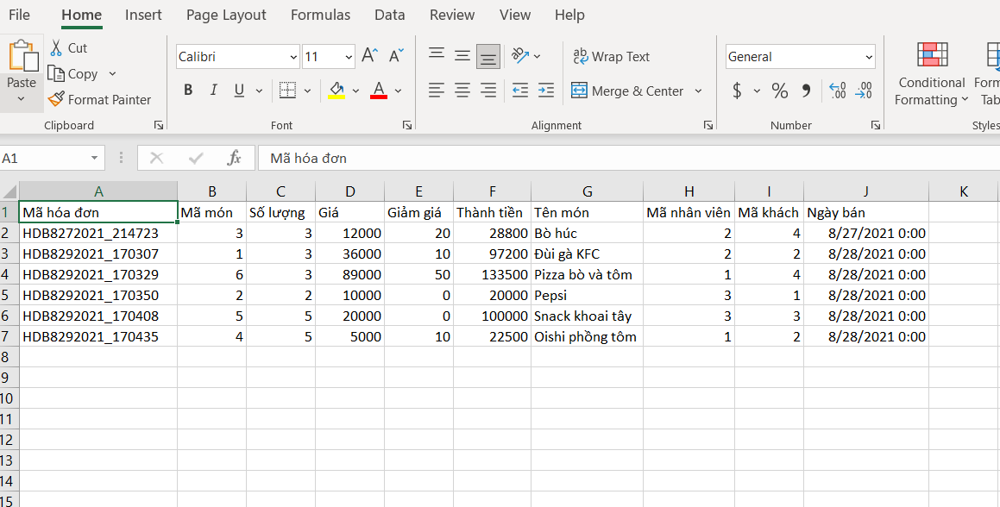 File Home Insert Page Layout Formulas Data Review View Help
Paste
Cut
Copy
Format Painter
Clipboard
Calibri 11 A A
B I U A
Font
ab c Wrap Text
Merge & Center
Alignment
General
$ % 9 .00 .00
Number
Conditional
Formatting
Form
Tab
Styles
A1 fx Mã hóa đơn
A B C D E F G H I J K
1 Mã hóa đơn Mã món Số lượng Giá Giảm giá Thành tiền Tên món Mã nhân viên Mã khách Ngày bán
2 HDB8272021_214723 3 3 12000 20 28800 Bò húc 2 4 8/27/2021 0:00
3 HDB8292021_170307 1 3 36000 10 97200 Đùi gà KFC 2 2 8/28/2021 0:00
4 HDB8292021_170329 6 3 89000 50 133500 Pizza bò và tôm 1 4 8/28/2021 0:00
5 HDB8292021_170350 2 2 10000 0 20000 Pepsi 3 1 8/28/2021 0:00
6 HDB8292021_170408 5 5 20000 0 100000 Snack khoai tây 3 3 8/28/2021 0:00
7 HDB8292021_170435 4 5 5000 10 22500 Oishi phồng tôm 1 2 8/28/2021 0:00
8
9
10
11
12
13
14
15